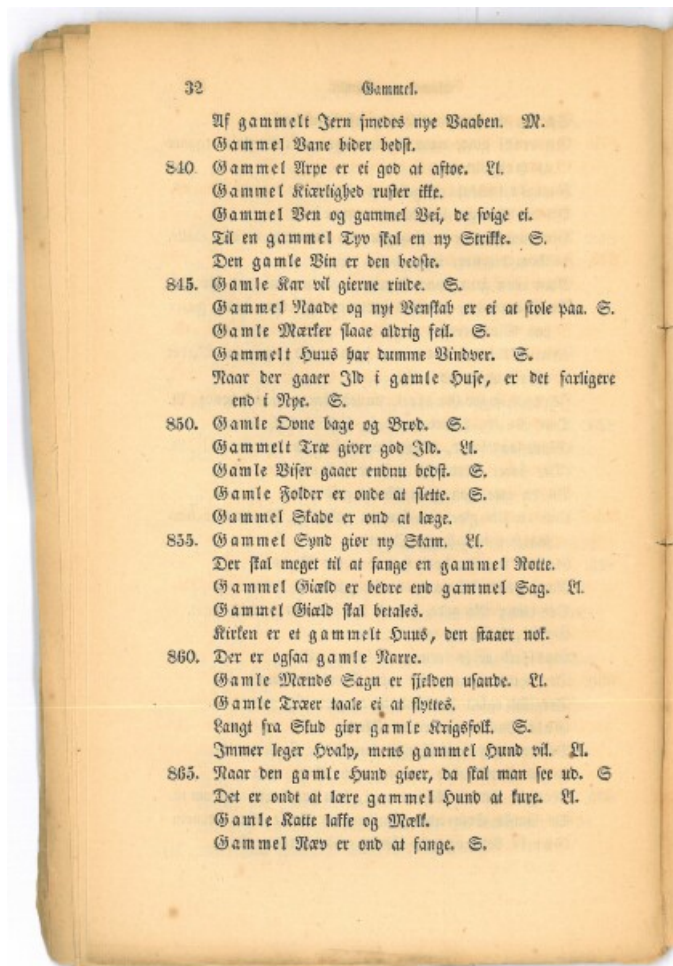 32 Gammel.
Af gammelt Jern smedes nye Vaaben. M.
Gammel Vane bider bedst.
840. Gammel Arpe er ei god at aftoe. Ll.
Gammel Kiærlighed ruster ikke.
Gammel Ven og gammel Vei, de svige ei.
Til en gammel Tyv skal en ny Strikke. S.
Den gamle Vin er den bedste.
845. Gamle Kar vil gierne rinde. S.
Gammel Naade og nyt Venskab er ei at stole paa. S.
Gamle Mærker slaae aldrig feil. S.
Gammelt Huus har dumme Vindver. S.
Naar der gaaer Ild i gamle Huse, er det farligere
end i Nye. S.
850. Gamle Ovne bage og Brød. S.
Gammelt Træ giver god Ild. Ll.
Gamle Viser gaaer endnu bedst. S.
Gamle Folder er onde at slette. S.
Gammel Skade er ond at læge.
855. Gammel Synd giør ny Skam. Ll.
Der skal meget til at fange en gammel Rotte.
Gammel Giæld er bedre end gammel Sag. Ll.
Gammel Giæld skal betales.
Kirken er et gammelt Huus, den staaer nok.
860. Der er ogsaa gamle Narre.
Gamle Mænds Sagn er sjelden usande. Ll.
Gamle Træer taale ei at flyttes.
Langt fra Skud giør gamle Krigsfolk. S.
Immer leger Hvalp, mens gammel Hund vil. Ll.
865. Naar den gamle Hund giøer, da skal man see ud. S
Det er ondt at lære gammel Hund at kure. Ll.
Gamle Katte lakke og Mælk.
Gammel Ræv er ond at fange. S.